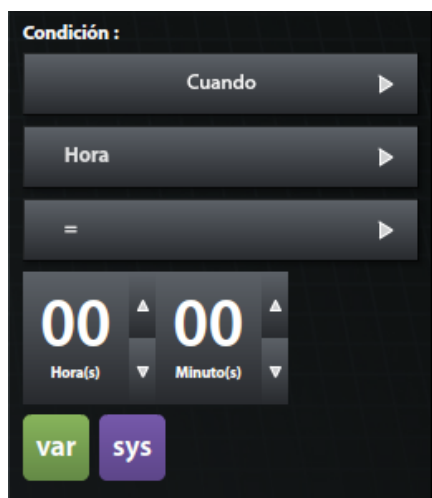 Condición :
Cuando
Hora
=
00 00
Hora(s) Minuto(s)
var sys